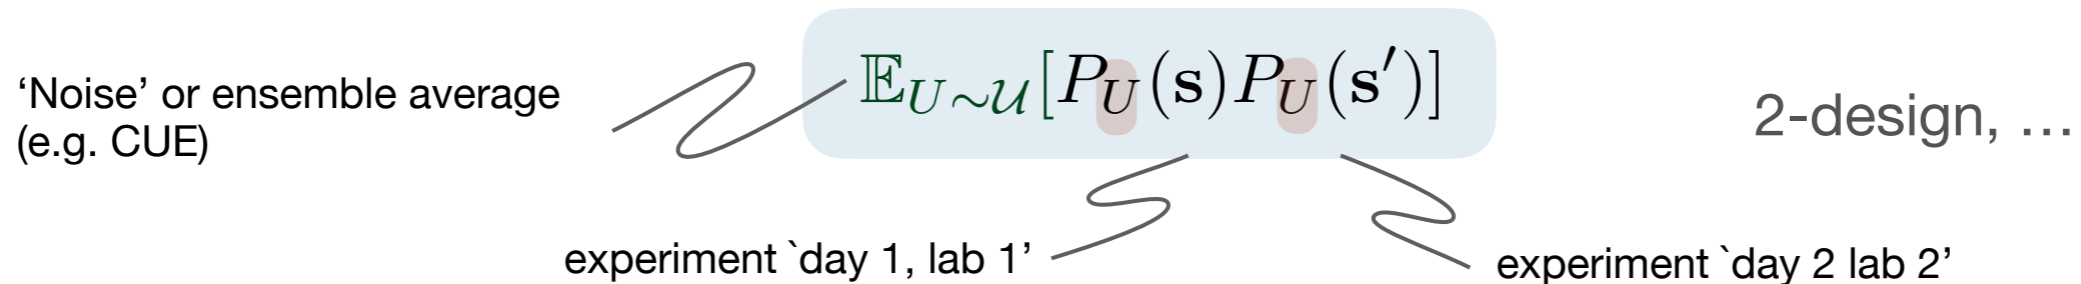 ‘Noise’ or ensemble average
(e.g. CUE)
𝔼_{U∼𝒰}[P_U(𝐬)P_U(𝐬′)]
2-design, …
experiment `day 1, lab 1’
experiment `day 2 lab 2’